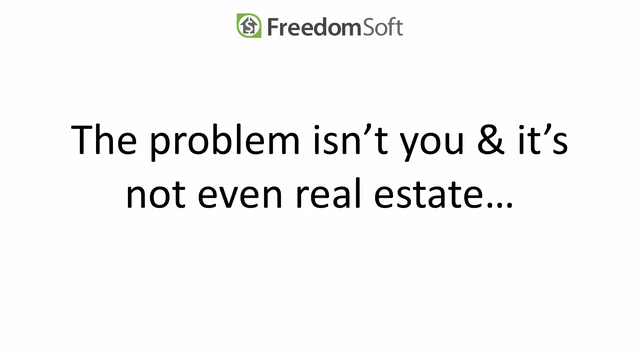 FreedomSoft
The problem isn’t you & it’s
not even real estate…